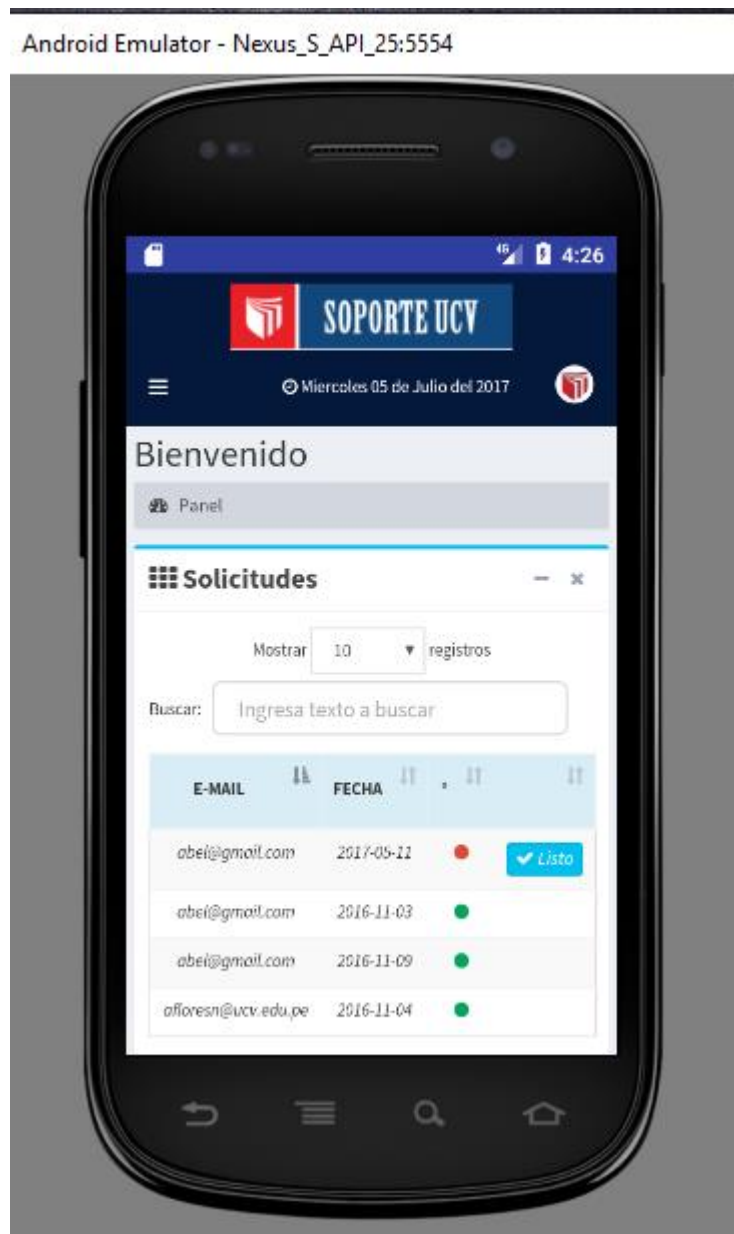 Android Emulator - Nexus_S_API_25:5554
4G 4:26
SOPORTE UCV
Miercoles 05 de Julio del 2017
Bienvenido
Panel
Solicitudes
Mostrar 10 registros
Buscar: Ingresa texto a buscar
E-MAIL FECHA
abel@gmail.com 2017-05-11 Listo
abel@gmail.com 2016-11-03
abel@gmail.com 2016-11-09
afloresn@ucv.edu.pe 2016-11-04